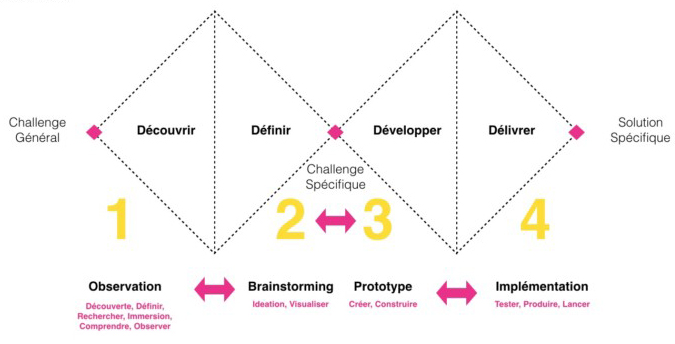 Challenge
Général
Découvrir
Définir
Développer
Délivrer
Solution
Spécifique
Challenge
Spécifique
1
2
3
4
Observation
Brainstorming
Prototype
Implémentation
Découverte, Définir,
Rechercher, Immersion,
Comprendre, Observer
Ideation, Visualiser
Créer, Construire
Tester, Produire, Lancer